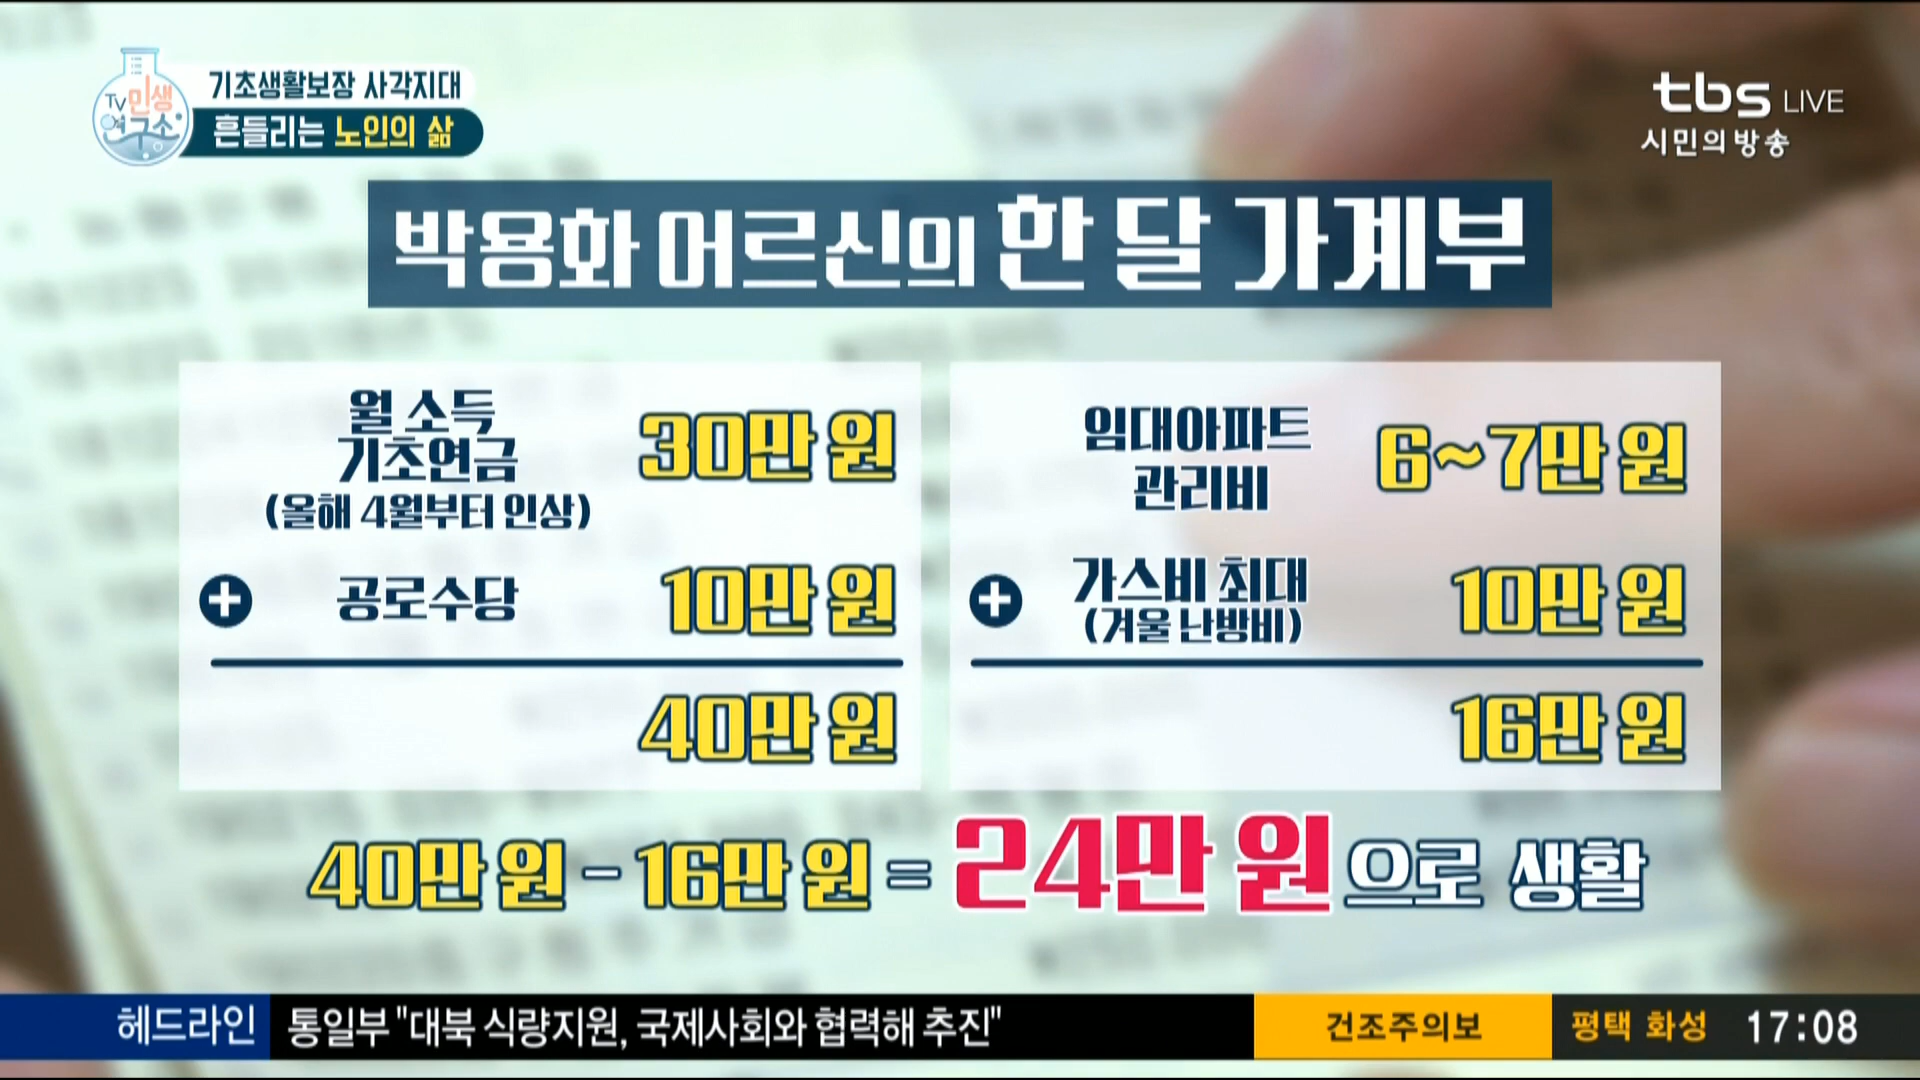 TV 민생연구소
기초생활보장 사각지대
흔들리는 노인의 삶
tbs LIVE
시민의방송
박용화 어르신의 한 달 가계부
월 소득
기초연금
(올해 4월부터 인상)
30만 원
+ 공로수당 10만 원
40만 원
임대아파트
관리비
6~7만 원
+ 가스비 최대
(겨울 난방비)
10만 원
16만 원
40만 원 - 16만 원 = 24만 원으로 생활
헤드라인 통일부 "대북 식량지원, 국제사회와 협력해 추진" 건조주의보 평택 화성 17:08